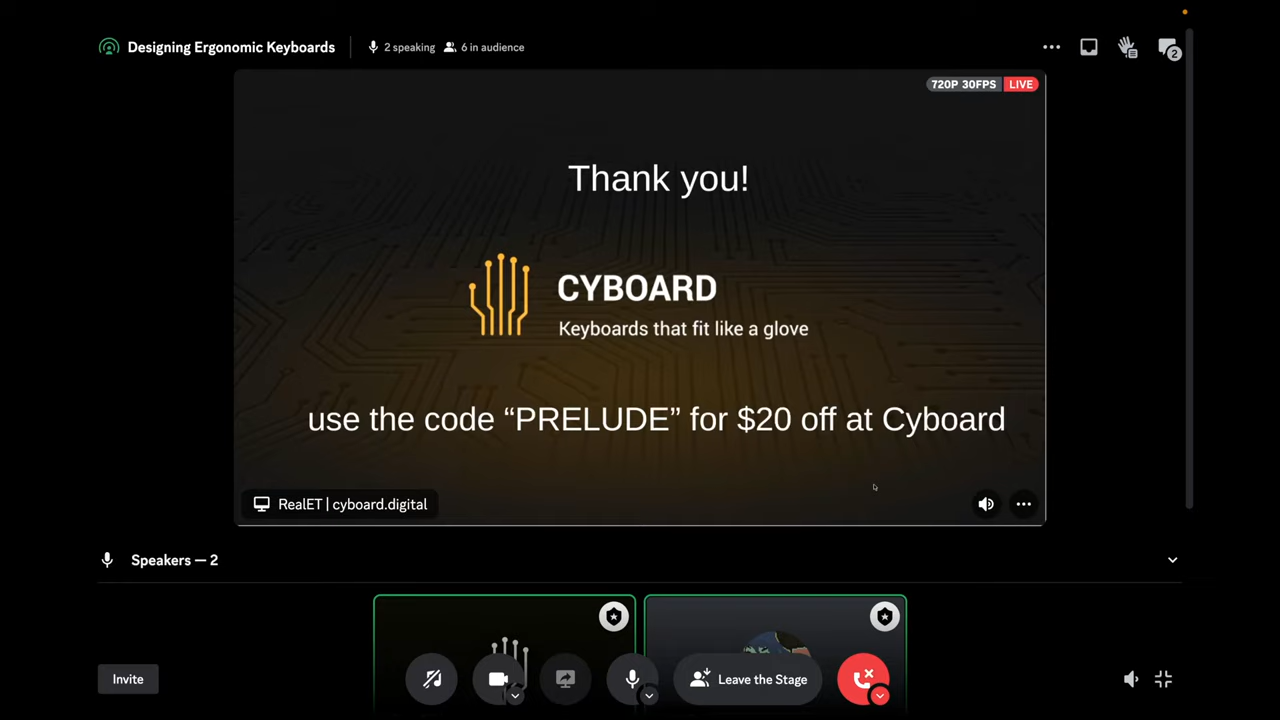 Designing Ergonomic Keyboards
2 speaking
6 in audience
2
720P 30FPS
LIVE
Thank you!
CYBOARD
Keyboards that fit like a glove
use the code “PRELUDE” for $20 off at Cyboard
RealET | cyboard.digital
Speakers — 2
Leave the Stage
Invite